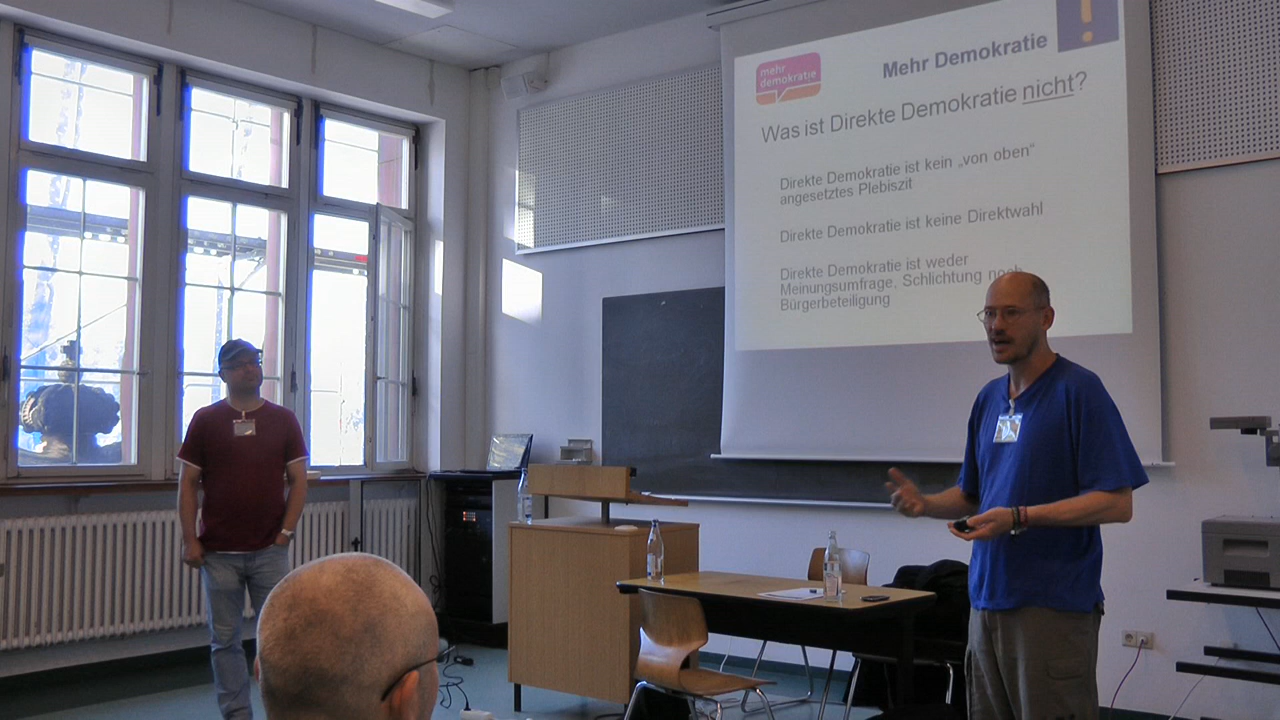 mehr
demokratie
!
Mehr Demokratie
Was ist Direkte Demokratie nicht?
Direkte Demokratie ist kein „von oben“
angesetztes Plebiszit
Direkte Demokratie ist keine Direktwahl
Direkte Demokratie ist weder
Meinungsumfrage, Schlichtung noch
Bürgerbeteiligung